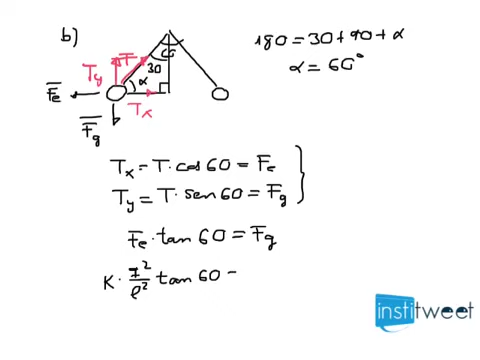 b)
180 = 30 + 90 + α
α = 60°
Ty T
60
30
α
Fe
Tx
Fg
Tx = T · cos 60 = Fe
Ty = T · sen 60 = Fg
Fe · tan 60 = Fg
K · q²/l² tan 60 =
institweet